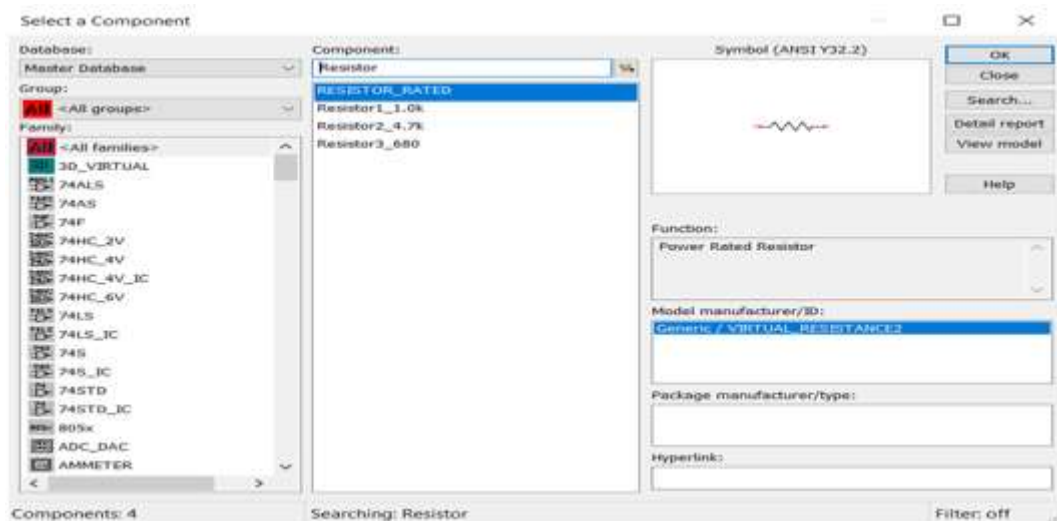 Select a Component
Database:
Master Database
Group:
All <All groups>
Family:
All <All families>
3D_VIRTUAL
74ALS
74AS
74F
74HC_2V
74HC_4V
74HC_4V_IC
74HC_6V
74LS
74LS_IC
74S
74S_IC
74STD
74STD_IC
805x
ADC_DAC
AMMETER
Component:
Resistor
RESISTOR_RATED
Resistor1_1.0k
Resistor2_4.7k
Resistor3_680
Symbol (ANSI Y32.2)
Function:
Power Rated Resistor
Model manufacturer/ID:
Generic / VIRTUAL_RESISTANCE2
Package manufacturer/type:
Hyperlink:
OK
Close
Search...
Detail report
View model
Help
Components: 4
Searching: Resistor
Filter: off